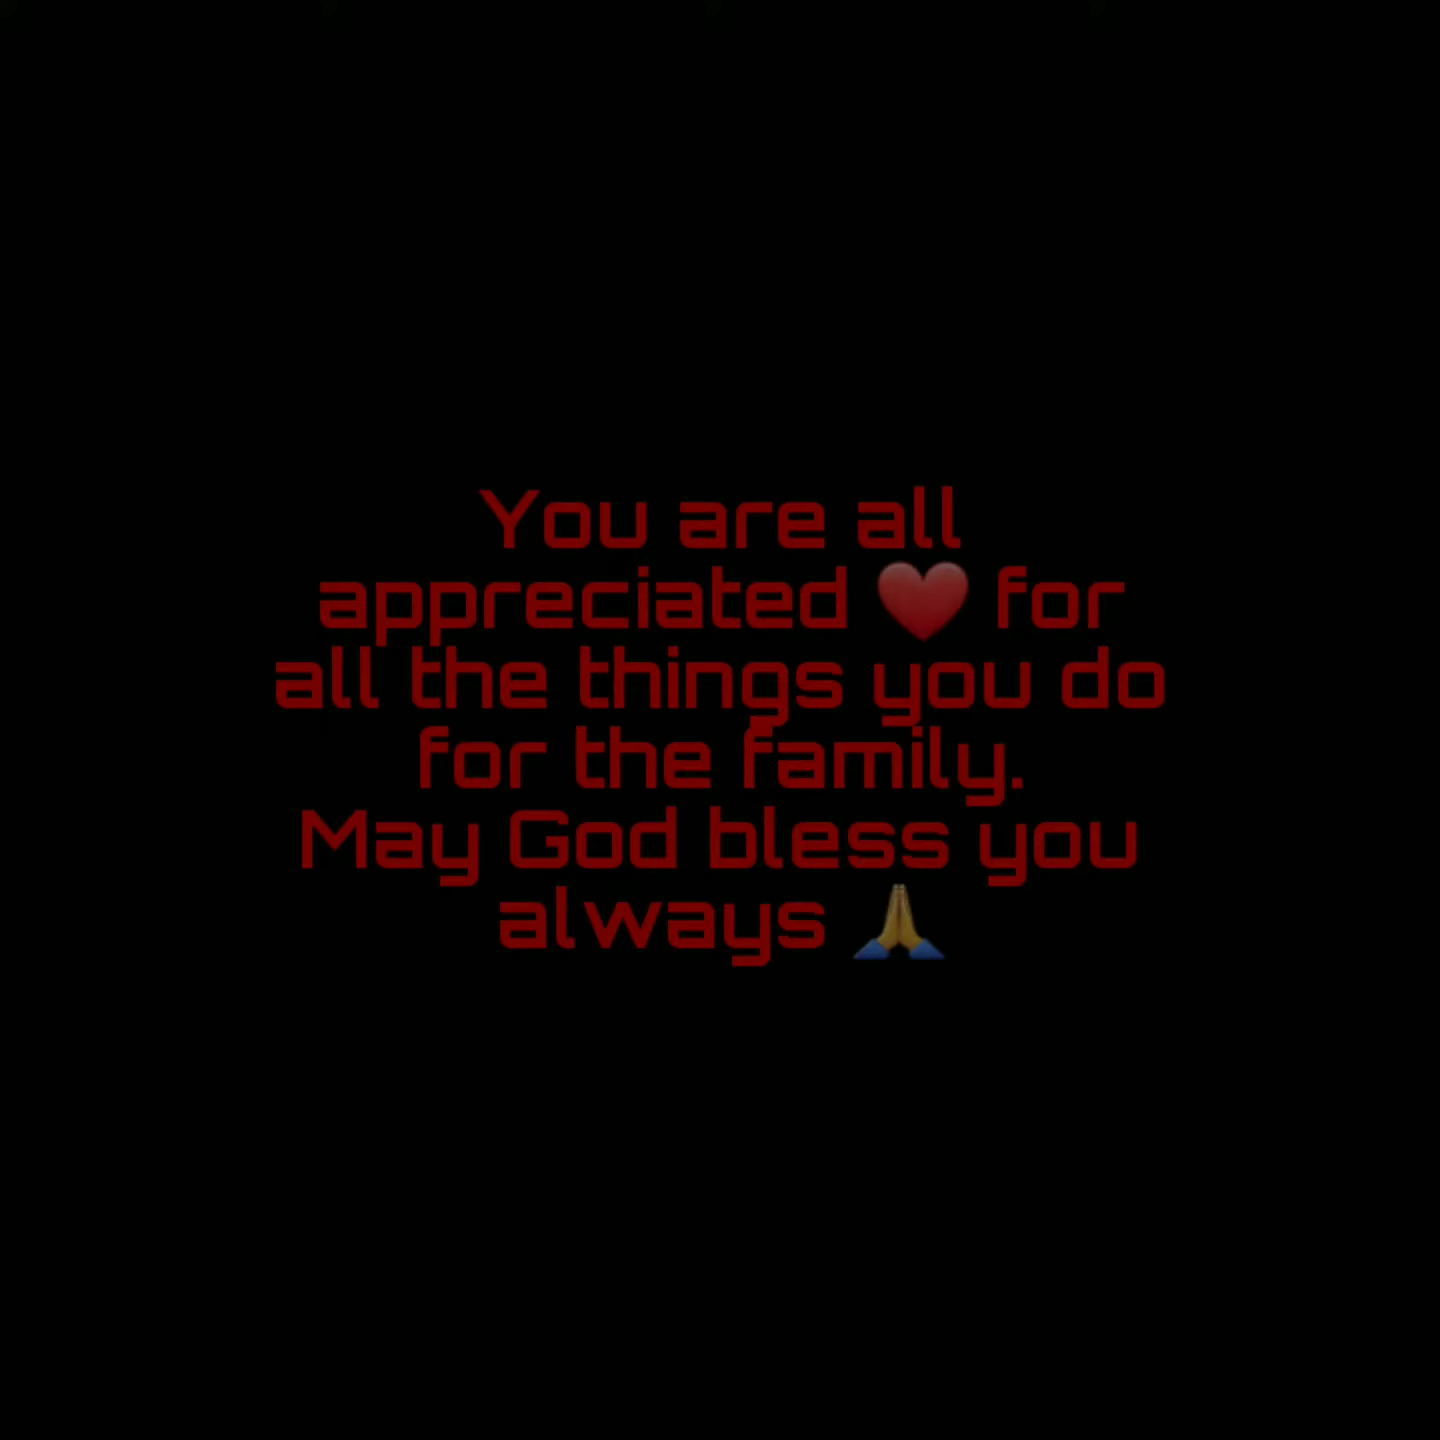 You are all
appreciated ❤️ for
all the things you do
for the family.
May God bless you
always 🙏